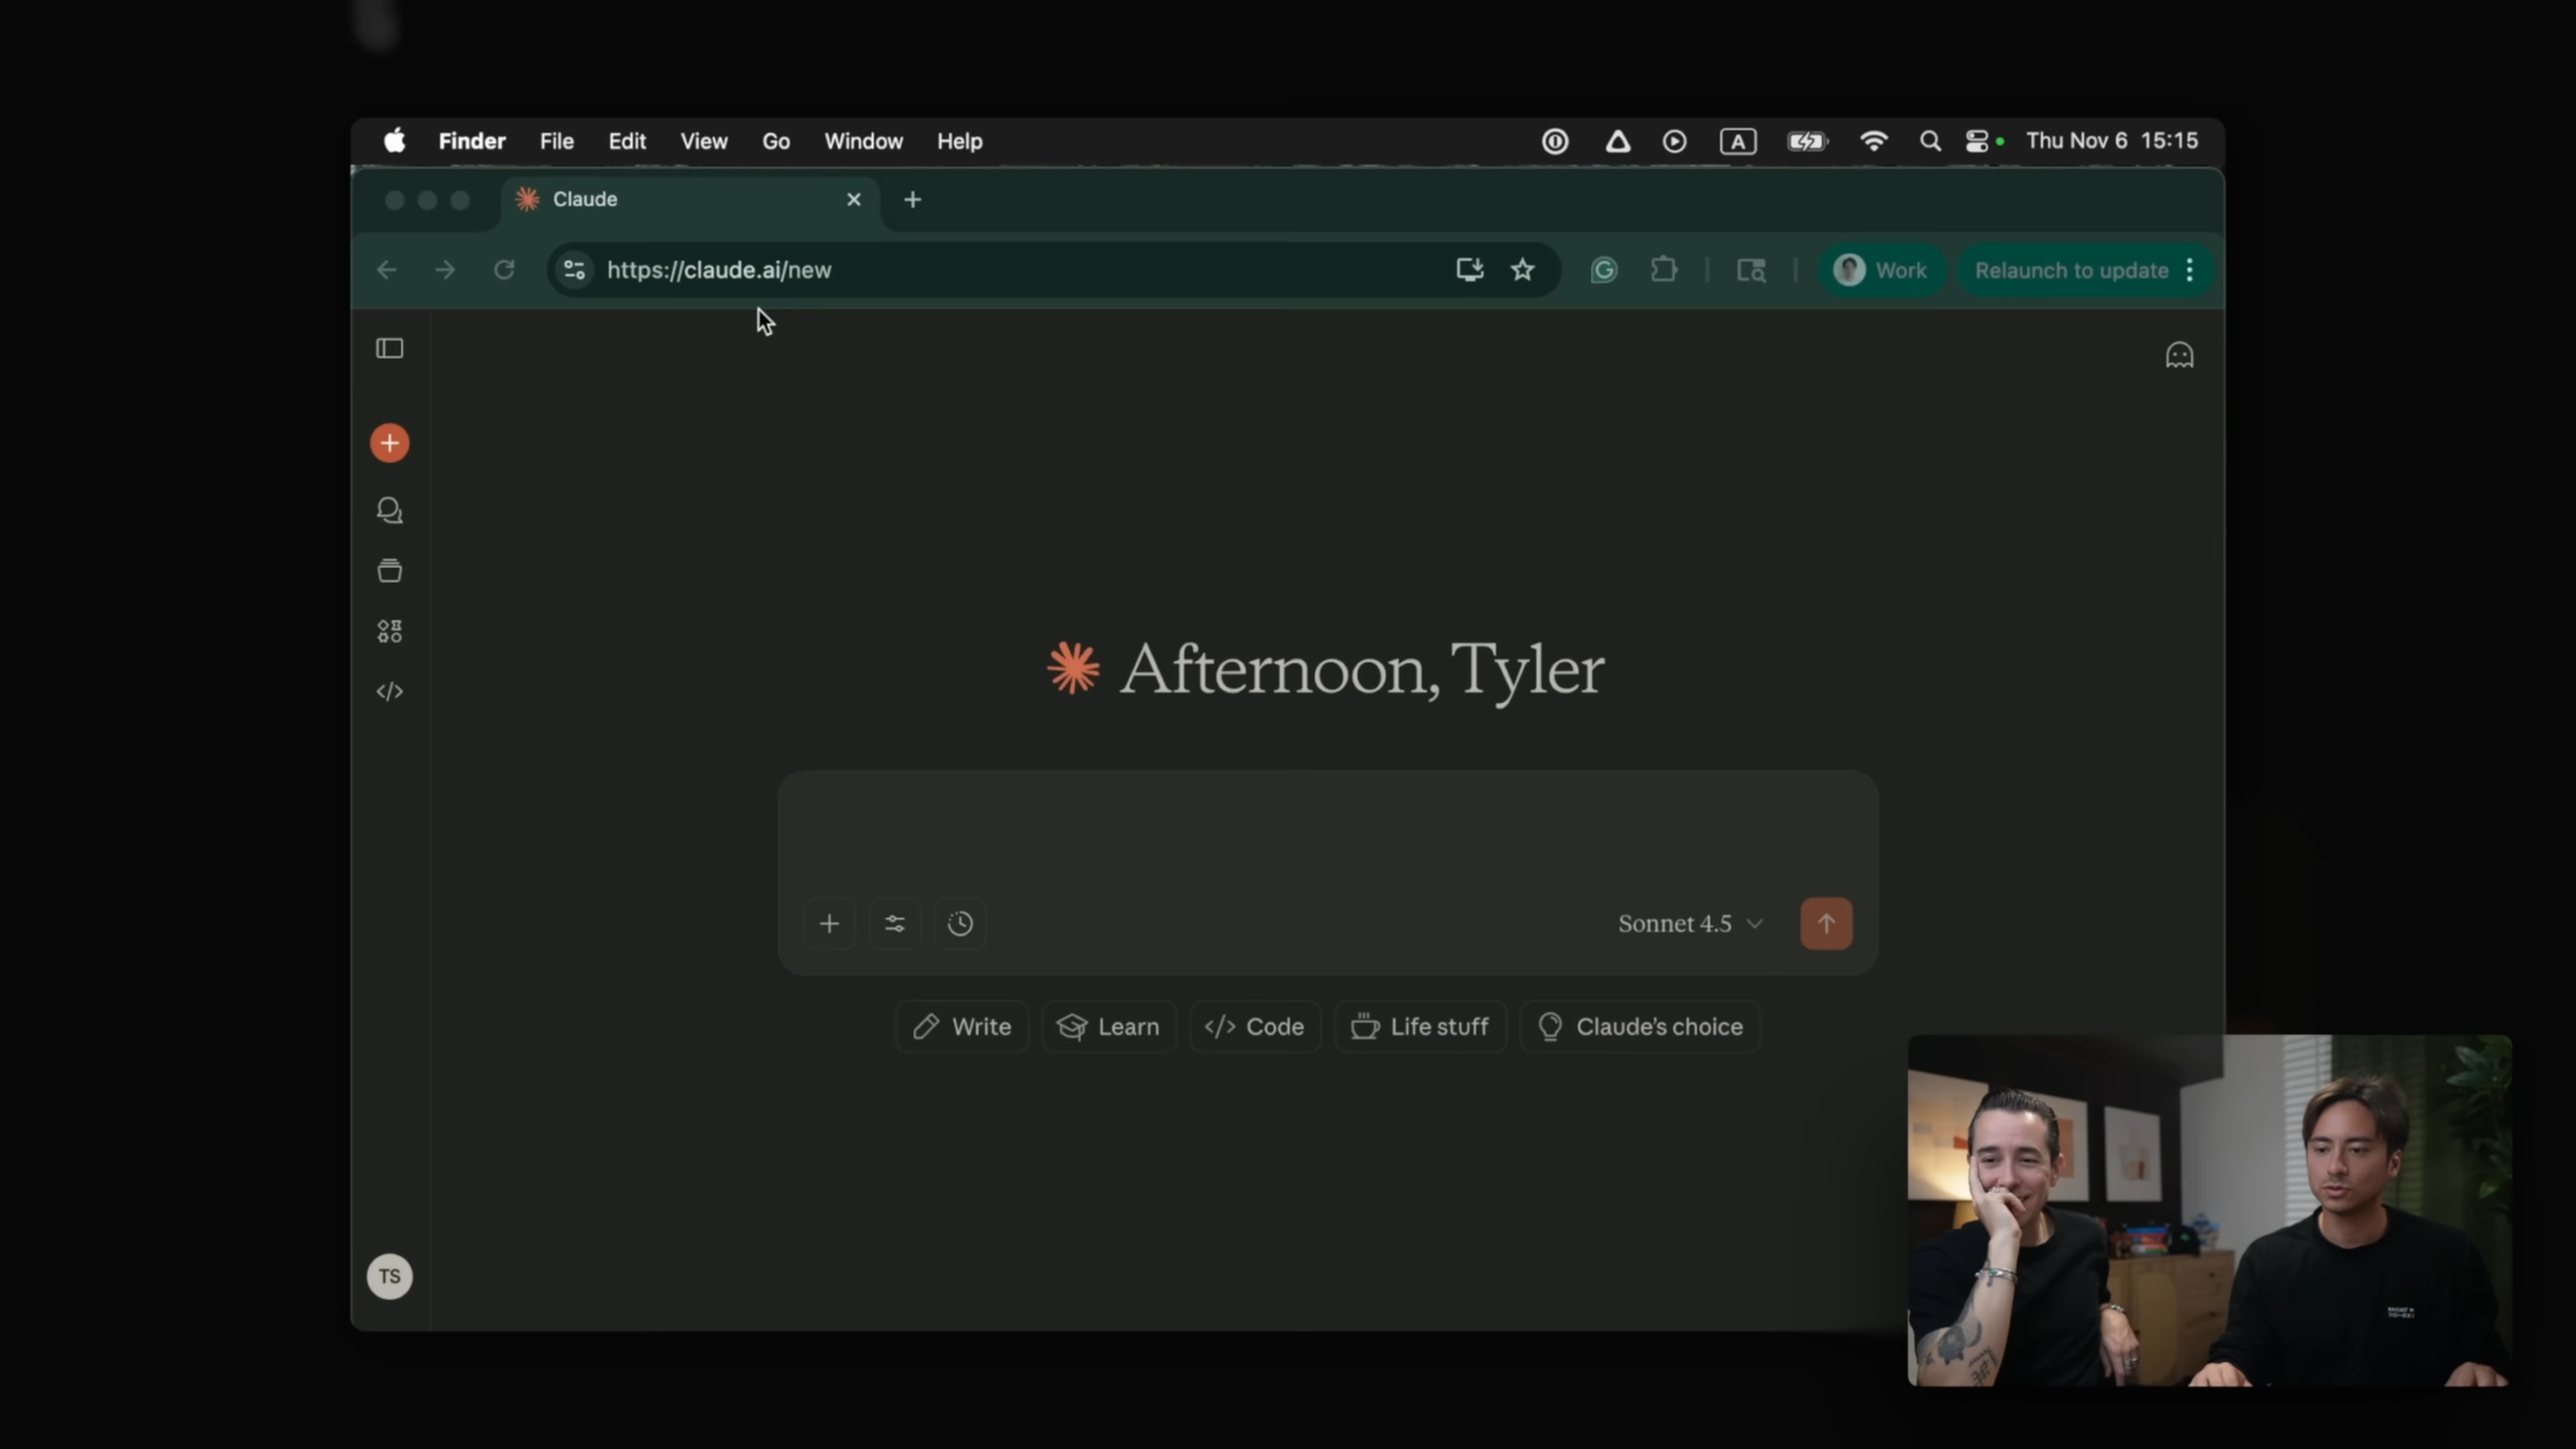 Finder File Edit View Go Window Help A Thu Nov 6 15:15
Claude
https://claude.ai/new Work Relaunch to update
Afternoon, Tyler
Sonnet 4.5
Write Learn Code Life stuff Claude's choice
TS